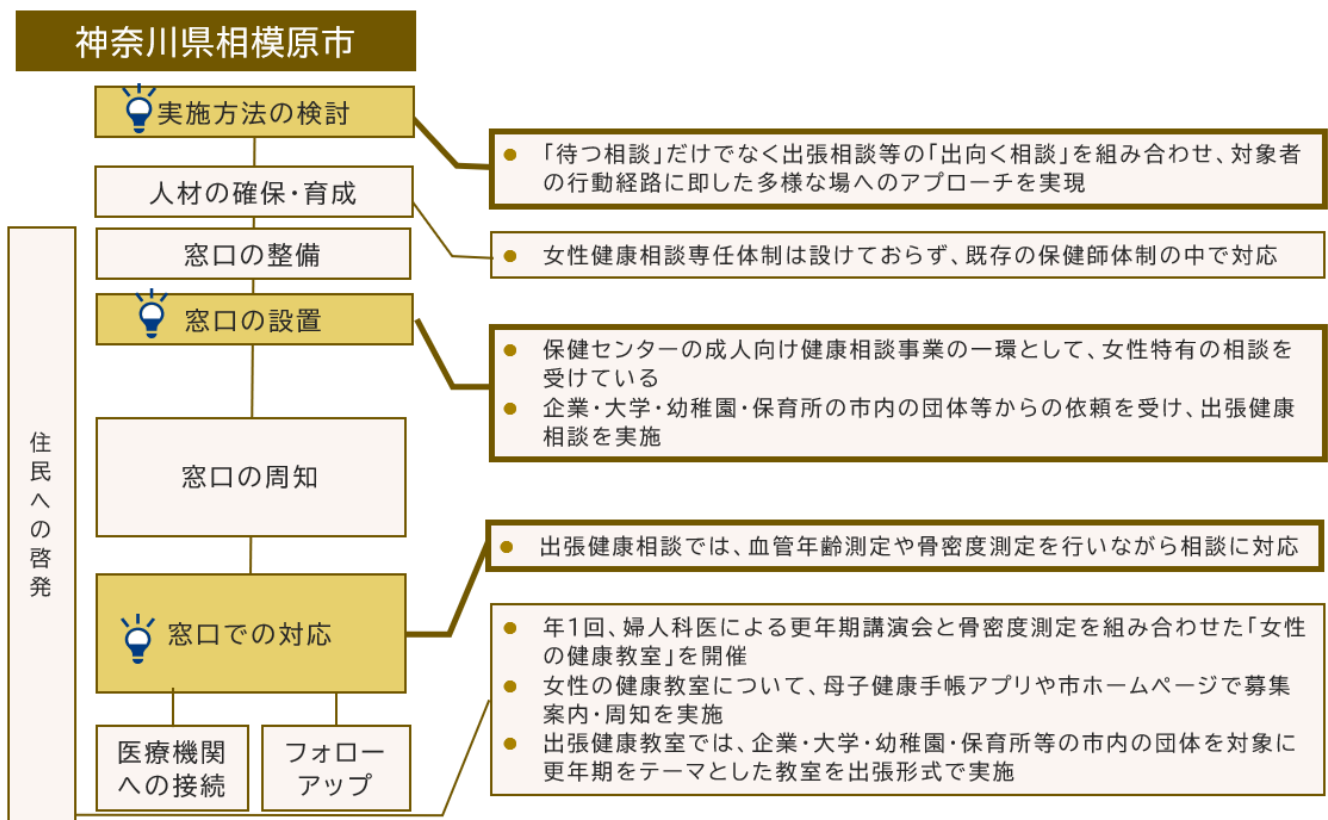 神奈川県相模原市
実施方法の検討
人材の確保・育成
窓口の整備
窓口の設置
窓口の周知
窓口での対応
医療機関
への接続
フォロー
アップ
住民への啓発
● 「待つ相談」だけでなく出張相談等の「出向く相談」を組み合わせ、対象者
の行動経路に即した多様な場へのアプローチを実現
● 女性健康相談専任体制は設けておらず、既存の保健師体制の中で対応
● 保健センターの成人向け健康相談事業の一環として、女性特有の相談を
受けている
● 企業・大学・幼稚園・保育所の市内の団体等からの依頼を受け、出張健康
相談を実施
● 出張健康相談では、血管年齢測定や骨密度測定を行いながら相談に対応
● 年1回、婦人科医による更年期講演会と骨密度測定を組み合わせた「女性
の健康教室」を開催
● 女性の健康教室について、母子健康手帳アプリや市ホームページで募集
案内・周知を実施
● 出張健康教室では、企業・大学・幼稚園・保育所等の市内の団体を対象に
更年期をテーマとした教室を出張形式で実施